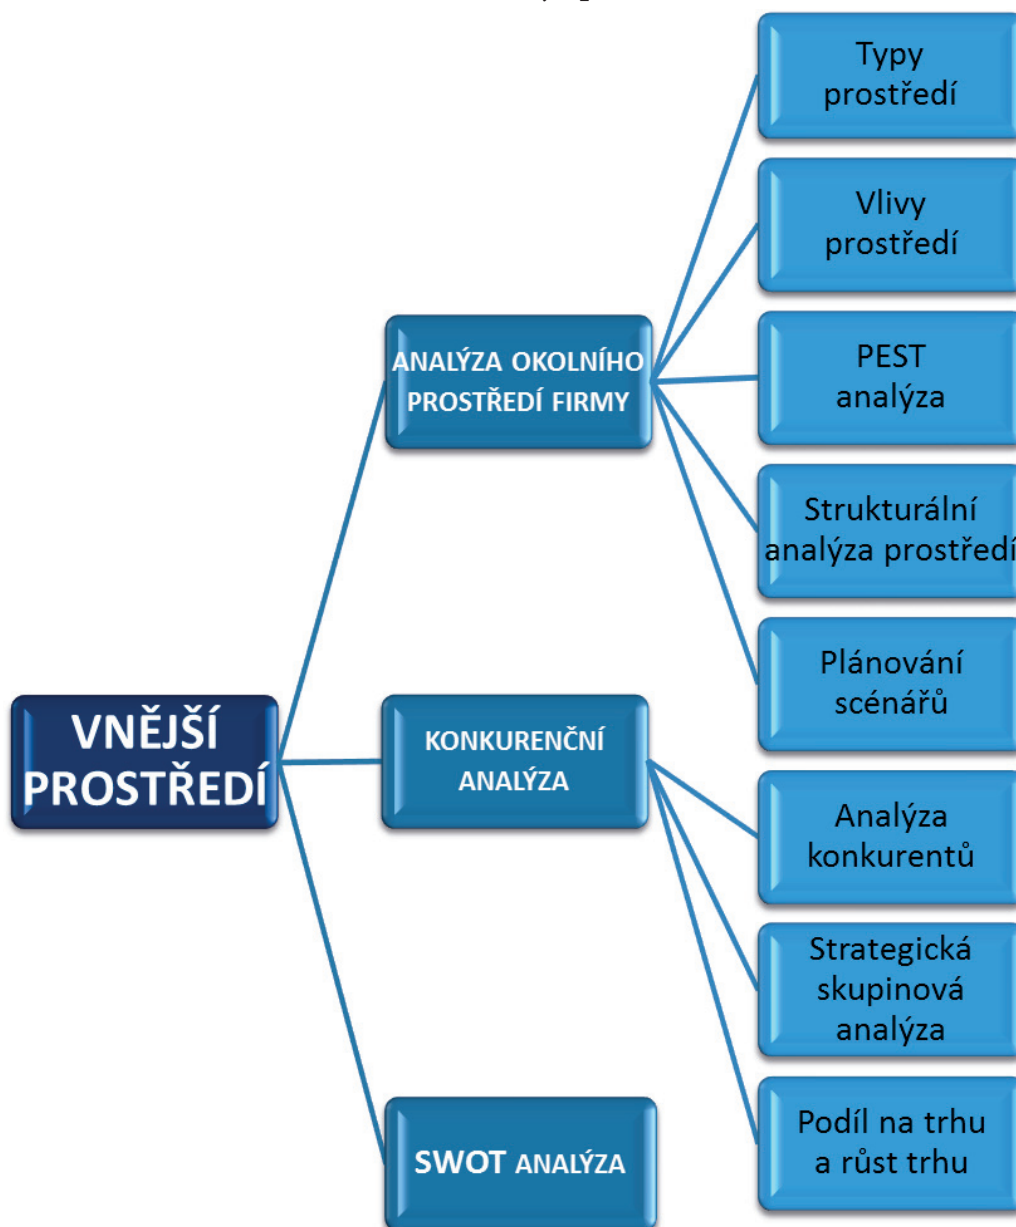 Typy
prostředí
Vlivy
prostředí
ANALÝZA OKOLNÍHO
PROSTŘEDÍ FIRMY
PEST
analýza
Strukturální
analýza prostředí
Plánování
scénářů
VNĚJŠÍ
PROSTŘEDÍ
KONKURENČNÍ
ANALÝZA
Analýza
konkurentů
Strategická
skupinová
analýza
SWOT ANALÝZA
Podíl na trhu
a růst trhu